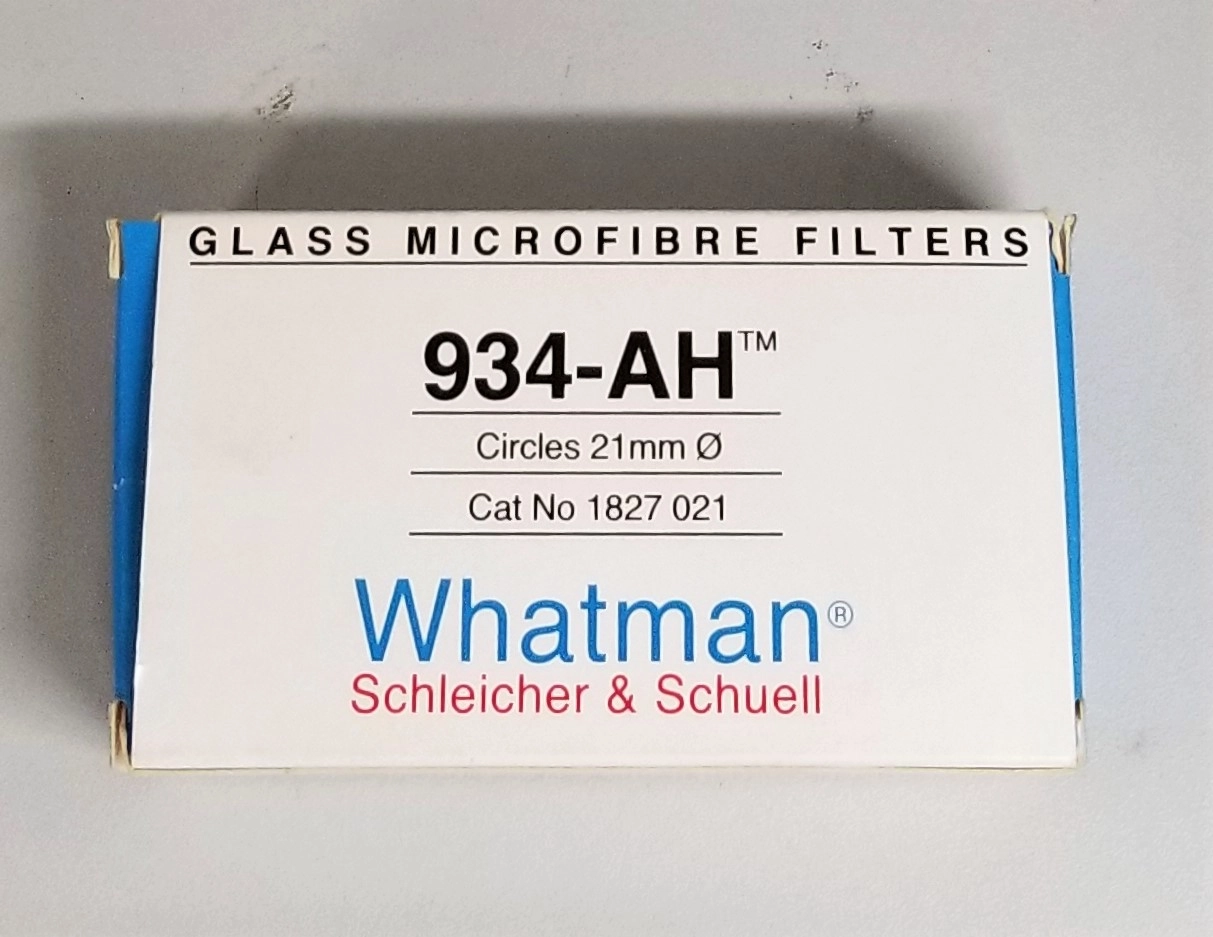 GLASS MICROFIBRE FILTERS
934-AH™
Circles 21mm Ø
Cat No 1827 021
Whatman®
Schleicher & Schuell